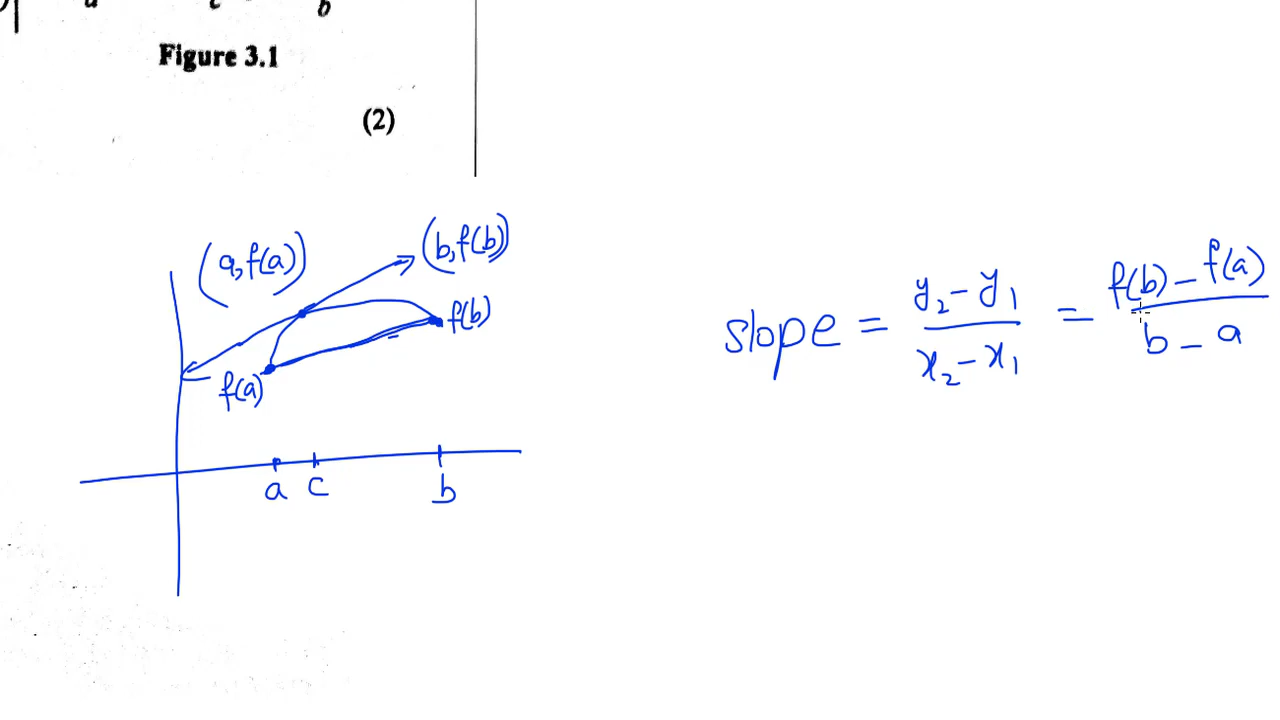 a c b
Figure 3.1
(2)
(a, f(a)) (b, f(b))
f(b)
f(a)
a c b
slope = y₂ - y₁ / x₂ - x₁ = f(b) - f(a) / b - a